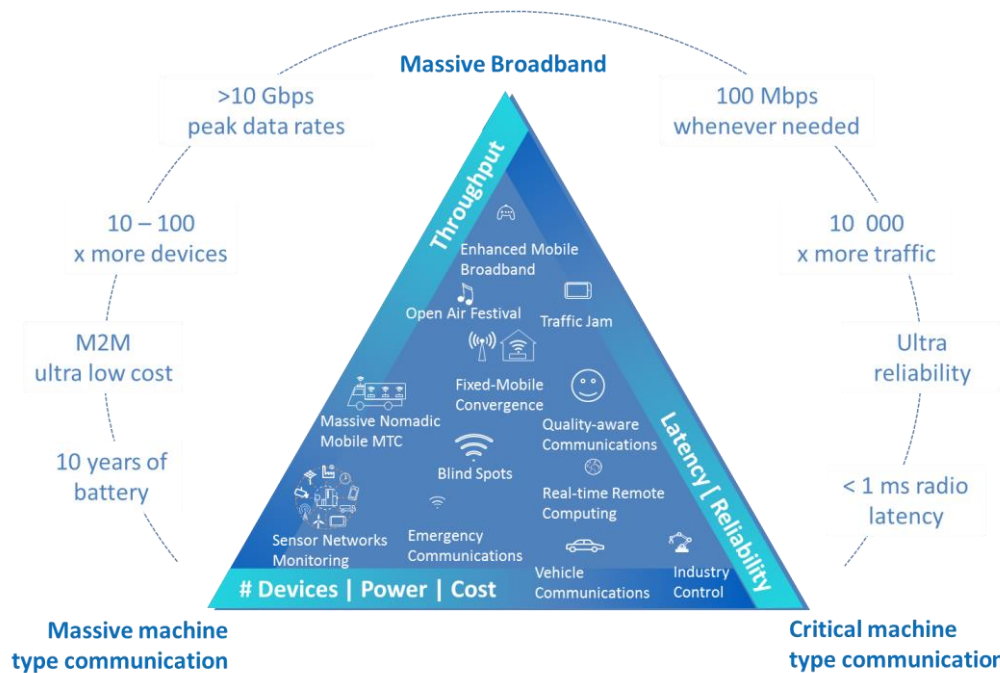 Massive Broadband
>10 Gbps
peak data rates
100 Mbps
whenever needed
10 – 100
x more devices
10 000
x more traffic
M2M
ultra low cost
Ultra
reliability
10 years of
battery
< 1 ms radio
latency
Throughput
Enhanced Mobile
Broadband
Open Air Festival
Traffic Jam
Fixed-Mobile
Convergence
Massive Nomadic
Mobile MTC
Quality-aware
Communications
Blind Spots
Real-time Remote
Computing
Sensor Networks
Monitoring
Emergency
Communications
Vehicle
Communications
Industry
Control
Latency [ Reliability
# Devices | Power | Cost
Massive machine
type communication
Critical machine
type communication